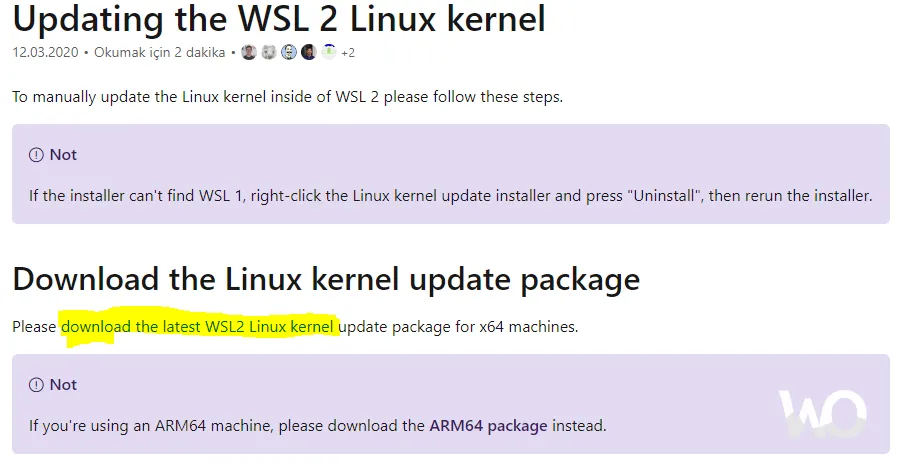 Updating the WSL 2 Linux kernel
12.03.2020 • Okumak için 2 dakika • +2
To manually update the Linux kernel inside of WSL 2 please follow these steps.
Not
If the installer can't find WSL 1, right-click the Linux kernel update installer and press "Uninstall", then rerun the installer.
Download the Linux kernel update package
Please download the latest WSL2 Linux kernel update package for x64 machines.
Not
If you're using an ARM64 machine, please download the ARM64 package instead.
WO